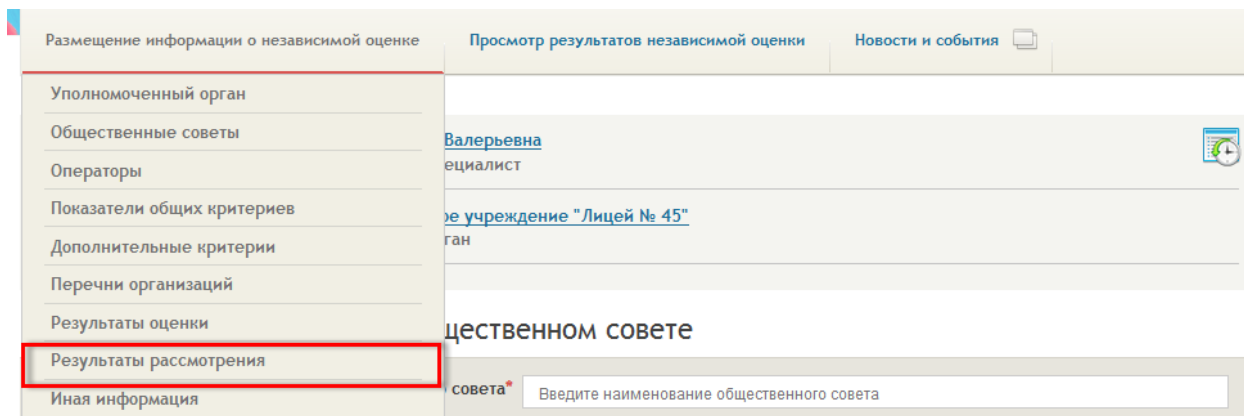 Размещение информации о независимой оценке Просмотр результатов независимой оценки Новости и события
Уполномоченный орган
Общественные советы
Операторы
Показатели общих критериев
Дополнительные критерии
Перечни организаций
Результаты оценки
Результаты рассмотрения
Иная информация
Валерьевна
ециалист
ое учреждение "Лицей № 45"
ган
щественном совете
совета* Введите наименование общественного совета